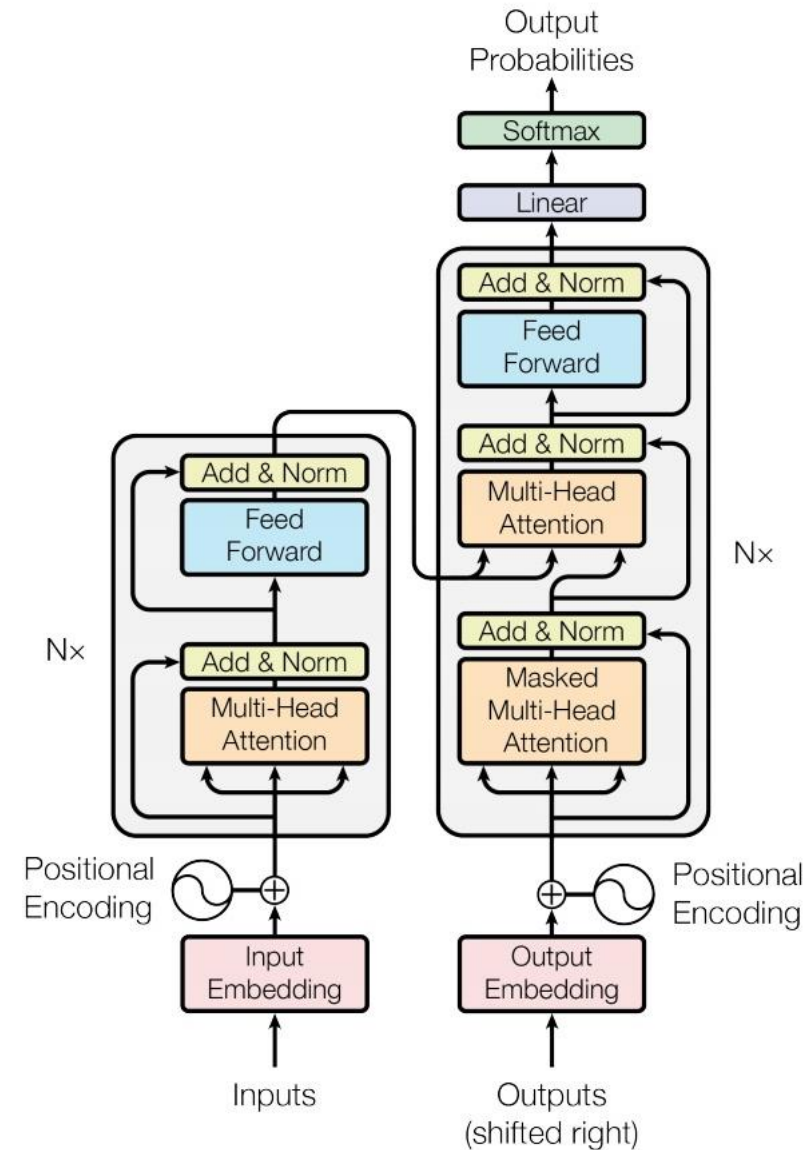 Output
Probabilities
Softmax
Linear
Add & Norm
Feed
Forward
Add & Norm
Multi-Head
Attention
Add & Norm
Masked
Multi-Head
Attention
N×
Add & Norm
Feed
Forward
Add & Norm
Multi-Head
Attention
N×
Positional
Encoding
Positional
Encoding
Input
Embedding
Output
Embedding
Inputs
Outputs
(shifted right)